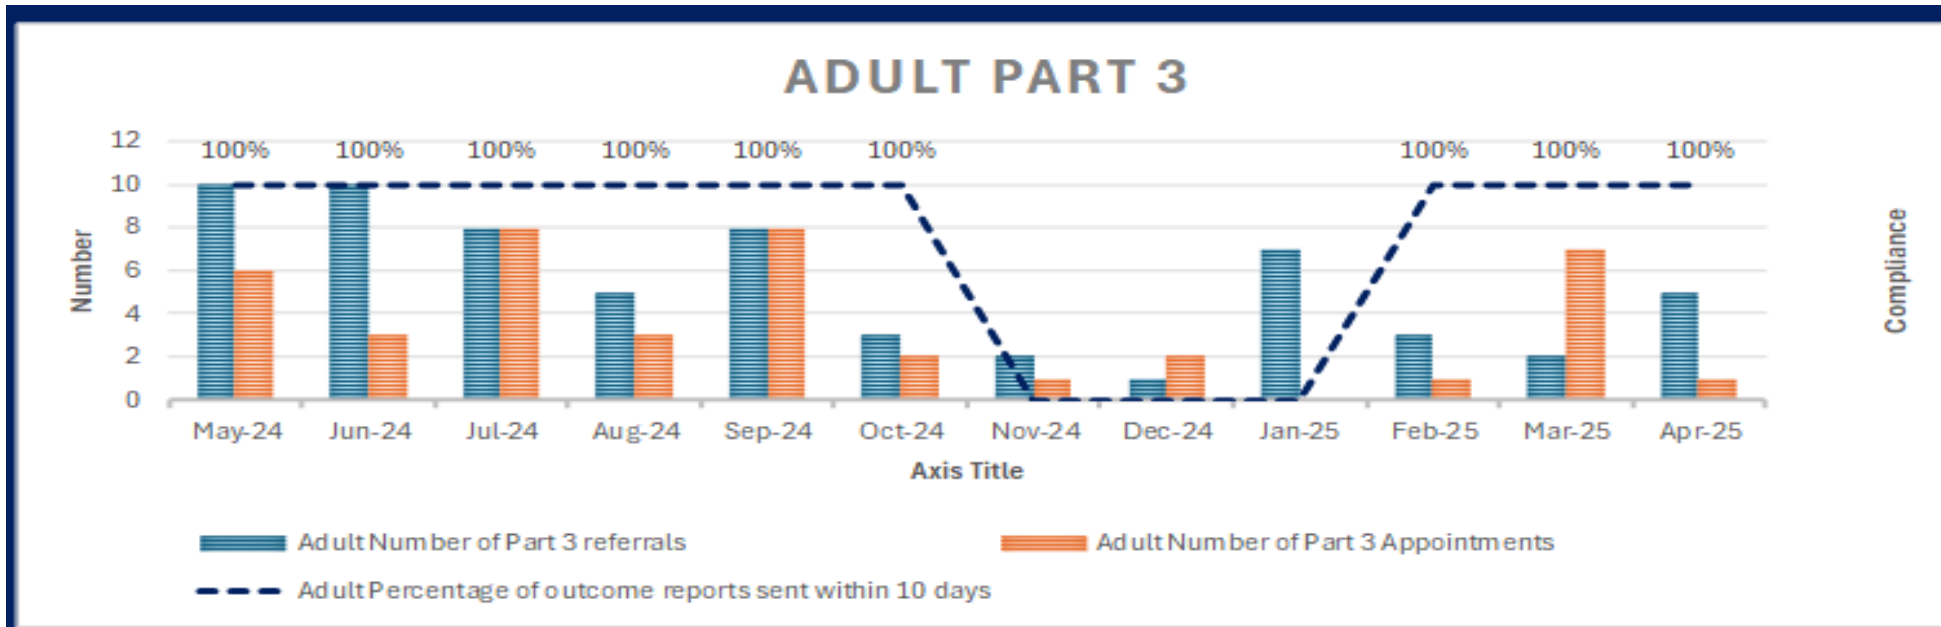 ADULT PART 3
12
100% 100% 100% 100% 100% 100% 100% 100% 100%
10
8
6
4
2
0
Number
Compliance
May-24 Jun-24 Jul-24 Aug-24 Sep-24 Oct-24 Nov-24 Dec-24 Jan-25 Feb-25 Mar-25 Apr-25
Axis Title
Adult Number of Part 3 referrals
Adult Number of Part 3 Appointments
Adult Percentage of outcome reports sent within 10 days